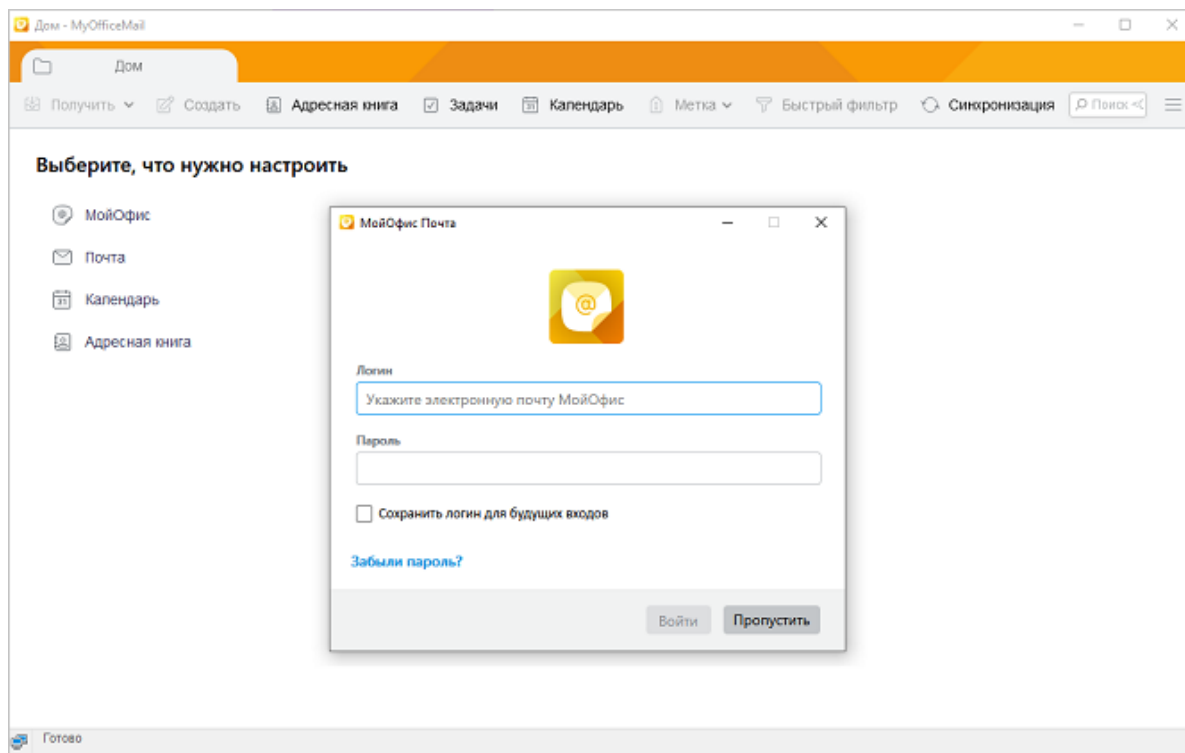 Дом - MyOfficeMail
Дом
Получить Создать Адресная книга Задачи Календарь Метка Быстрый фильтр Синхронизация Поиск <C
Выберите, что нужно настроить
МойОфис
Почта
Календарь
Адресная книга
МойОфис Почта
@
Логин
Укажите электронную почту МойОфис
Пароль
Сохранить логин для будущих входов
Забыли пароль?
Войти Пропустить
Готово